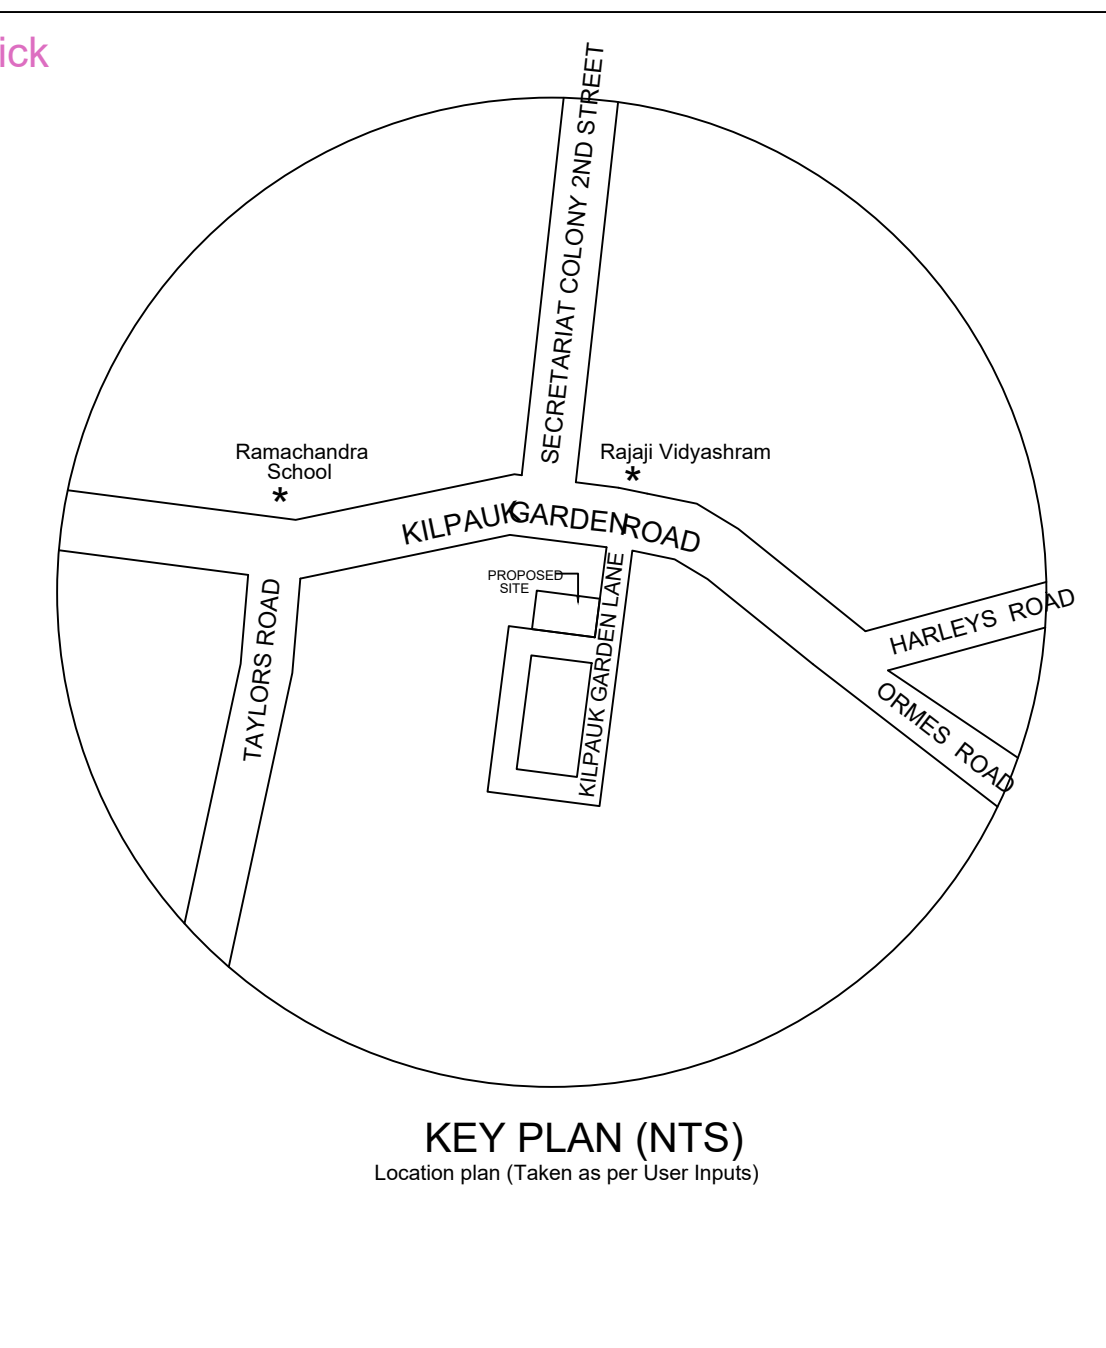 ick
SECRETARIAT COLONY 2ND STREET
Ramachandra
School
*
Rajaji Vidyashram
*
KILPAUK GARDEN ROAD
PROPOSED
SITE
KILPAUK GARDEN LANE
TAYLORS ROAD
HARLEYS ROAD
ORMES ROAD
KEY PLAN (NTS)
Location plan (Taken as per User Inputs)